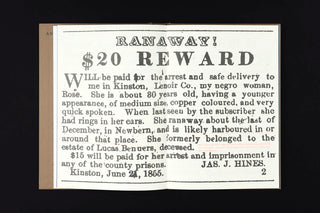 RANAWAY!
$20 REWARD
WILL be paid for the arrest and safe delivery to
me in Kinston, Lenoir Co., my negro woman,
Rose. She is about 30 years old, having a younger
appearance, of medium size, copper coloured, and very
quick spoken. When last seen by the subscriber she
had rings in her ears. She ranaway about the last of
December, in Newbern, and is likely harboured in or
around that place. She formerly belonged to the
estate of Lucas deceased.
$15 will be paid for her arrest and imprisonment in
any of the county prisons. JAS. J. HINES.
Kinston, June 1855. 2